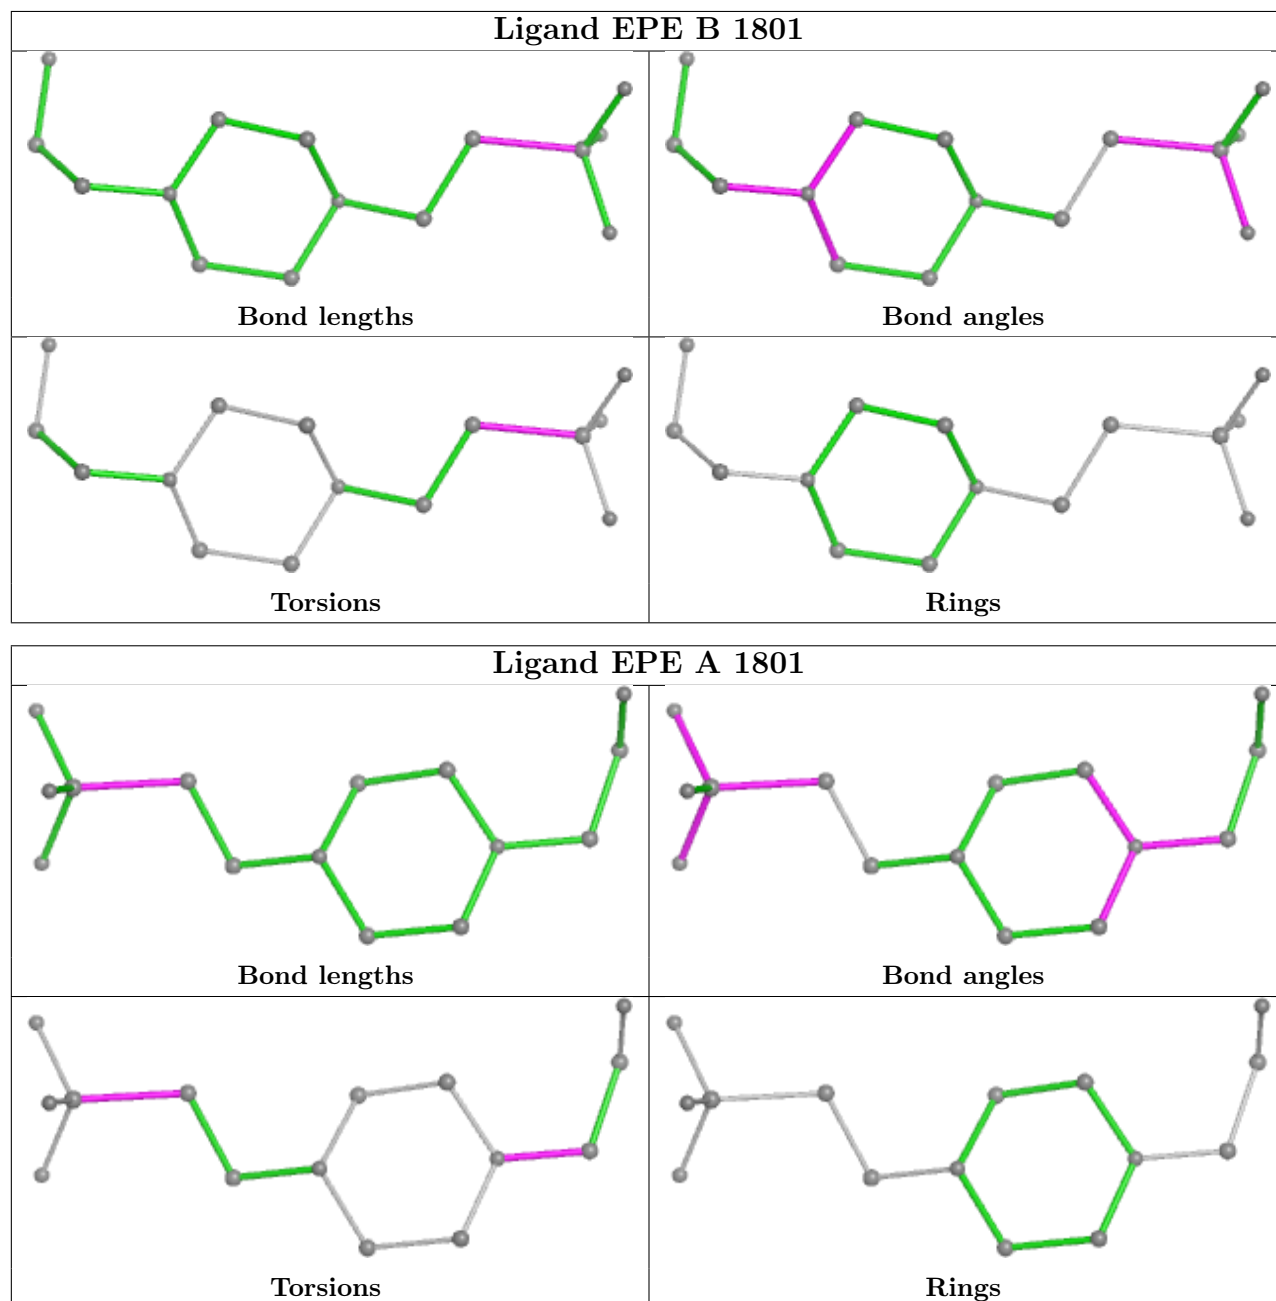 Ligand EPE B 1801
Bond lengths
Bond angles
Torsions
Rings
Ligand EPE A 1801
Bond lengths
Bond angles
Torsions
Rings